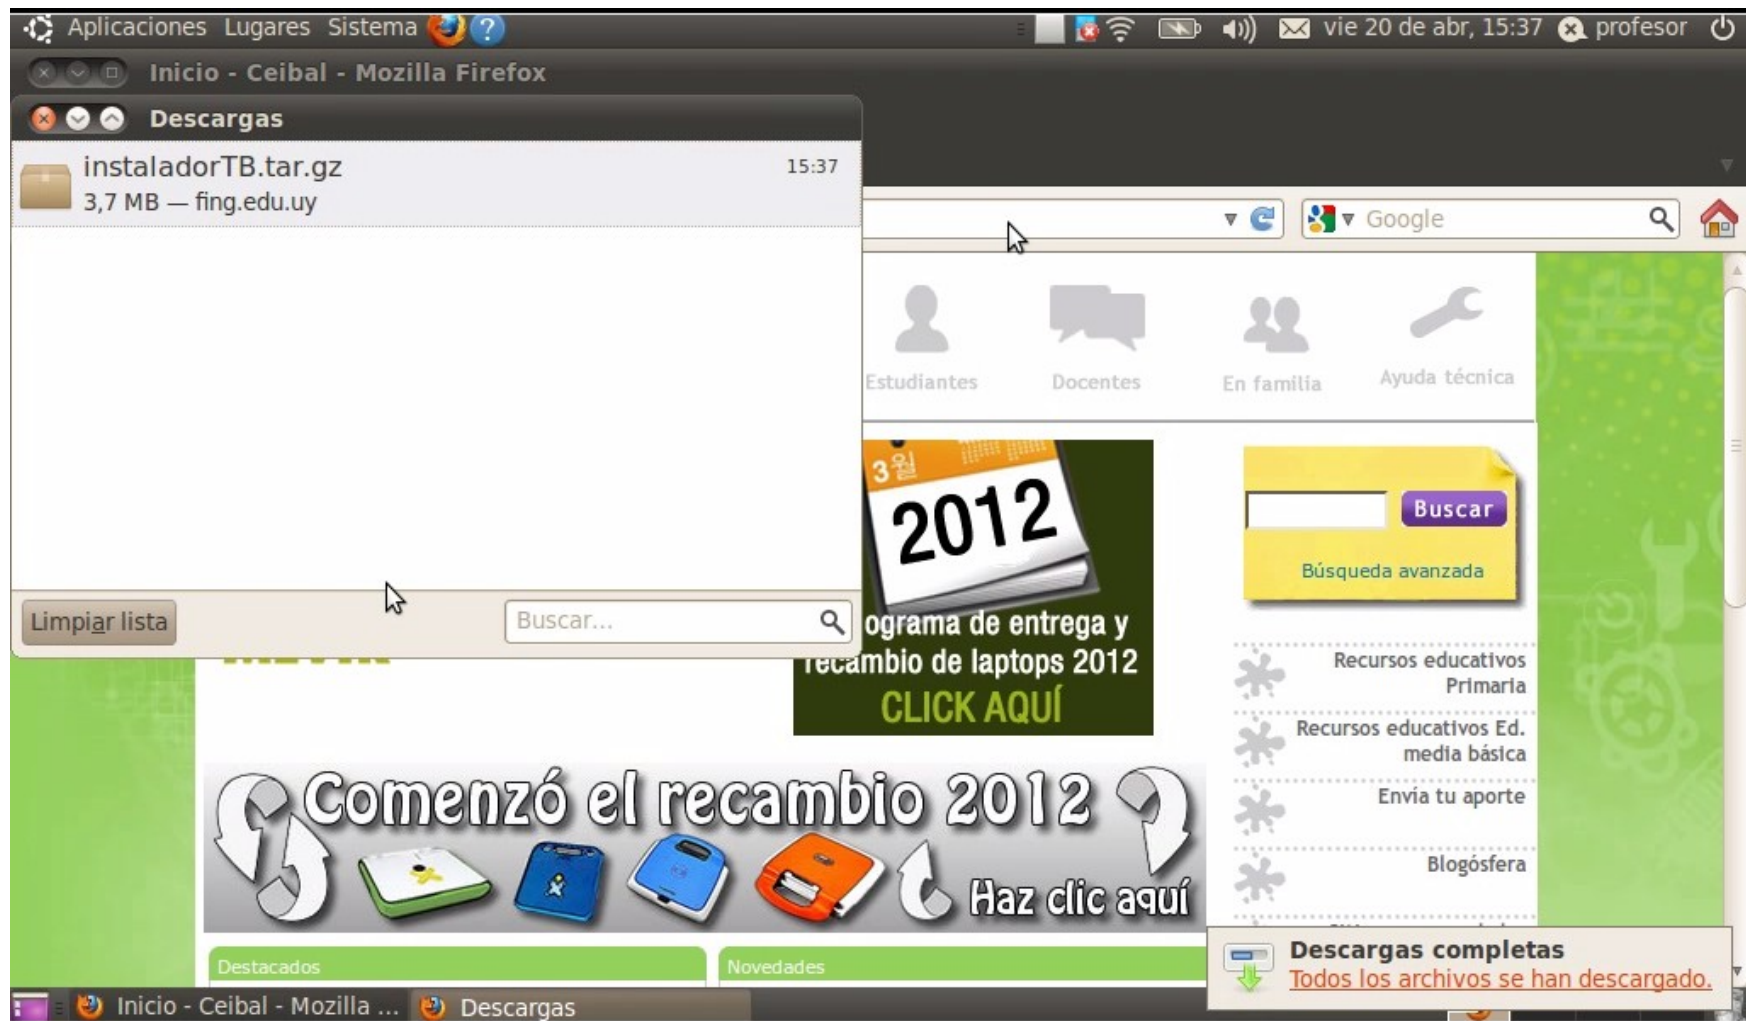 Aplicaciones Lugares Sistema
vie 20 de abr, 15:37 profesor
Inicio - Ceibal - Mozilla Firefox
Descargas
instaladorTB.tar.gz 15:37
3,7 MB — fing.edu.uy
Google
Estudiantes Docentes En familia Ayuda técnica
3월
2012
Buscar
Búsqueda avanzada
Limpiar lista Buscar...
ograma de entrega y
recambio de laptops 2012
CLICK AQUÍ
Recursos educativos
Primaria
Recursos educativos Ed.
media básica
Envía tu aporte
Blogósfera
Comenzó el recambio 2012
Haz clic aquí
Destacados Novedades
Descargas completas
Todos los archivos se han descargado.
Inicio - Ceibal - Mozilla ... Descargas